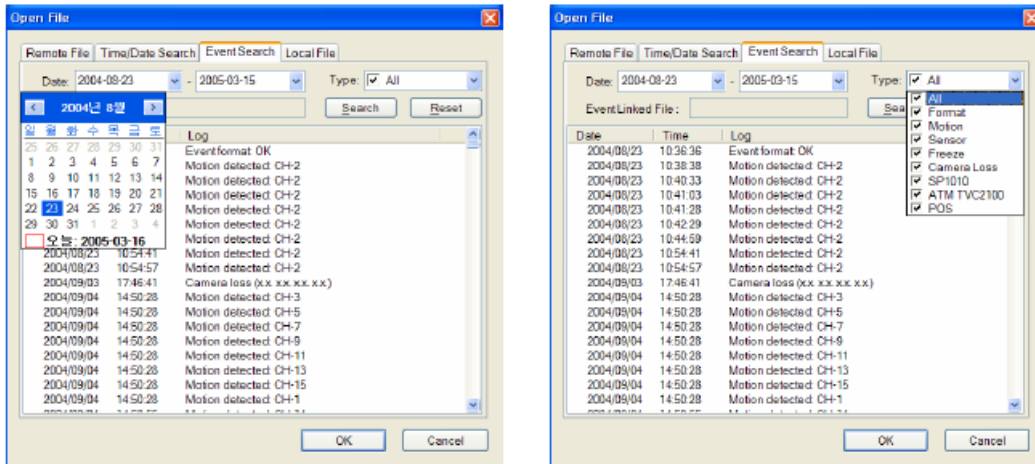 Open File
Remote File Time/Date Search Event Search Local File
Date: 2004-08-23 - 2005-03-15 Type: All
2004년 8월 Search Reset
일 월 화 수 목 금 토
25 26 27 28 29 30 31
1 2 3 4 5 6 7
8 9 10 11 12 13 14
15 16 17 18 19 20 21
22 23 24 25 26 27 28
29 30 31 1 2 3 4
오늘: 2005-03-16
Log
Event format: OK
Motion detected: CH-2
Motion detected: CH-2
Motion detected: CH-2
Motion detected: CH-2
Motion detected: CH-2
Motion detected: CH-2
2004/08/23 10:54:41 Motion detected: CH-2
2004/08/23 10:54:57 Motion detected: CH-2
2004/09/03 17:46:41 Camera loss (x.x. x.x. x.x. x.x.)
2004/09/04 14:50:28 Motion detected: CH-3
2004/09/04 14:50:28 Motion detected: CH-5
2004/09/04 14:50:28 Motion detected: CH-7
2004/09/04 14:50:28 Motion detected: CH-9
2004/09/04 14:50:28 Motion detected: CH-11
2004/09/04 14:50:28 Motion detected: CH-13
2004/09/04 14:50:28 Motion detected: CH-15
2004/09/04 14:50:28 Motion detected: CH-1
OK Cancel
Open File
Remote File Time/Date Search Event Search Local File
Date: 2004-08-23 - 2005-03-15 Type: All
Event Linked File : Sea
All
Format
Motion
Sensor
Freeze
Camera Loss
SP1010
ATM TVC2100
POS
Date Time Log
2004/08/23 10:36:36 Event format: OK
2004/08/23 10:38:38 Motion detected: CH-2
2004/08/23 10:40:33 Motion detected: CH-2
2004/08/23 10:41:03 Motion detected: CH-2
2004/08/23 10:41:28 Motion detected: CH-2
2004/08/23 10:42:29 Motion detected: CH-2
2004/08/23 10:44:59 Motion detected: CH-2
2004/08/23 10:54:41 Motion detected: CH-2
2004/08/23 10:54:57 Motion detected: CH-2
2004/09/03 17:46:41 Camera loss (x.x. x.x. x.x. x.x.)
2004/09/04 14:50:28 Motion detected: CH-3
2004/09/04 14:50:28 Motion detected: CH-5
2004/09/04 14:50:28 Motion detected: CH-7
2004/09/04 14:50:28 Motion detected: CH-9
2004/09/04 14:50:28 Motion detected: CH-11
2004/09/04 14:50:28 Motion detected: CH-13
2004/09/04 14:50:28 Motion detected: CH-15
2004/09/04 14:50:28 Motion detected: CH-1
OK Cancel